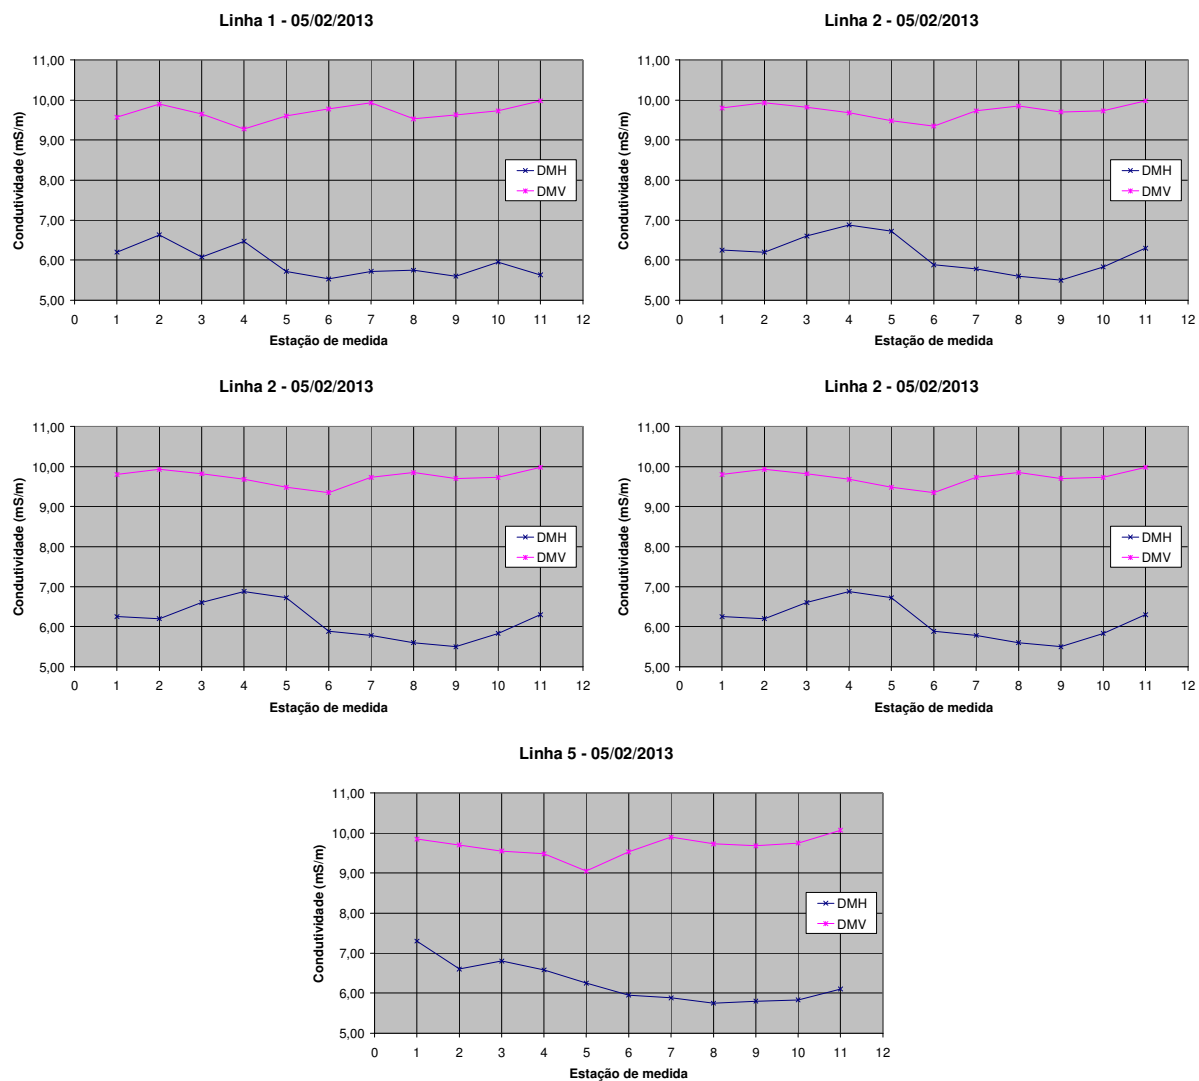 Linha 1 - 05/02/2013
11,00
10,00
9,00
8,00
7,00
6,00
5,00
Condutividade (mS/m)
DMH
DMV
0 1 2 3 4 5 6 7 8 9 10 11 12
Estação de medida
Linha 2 - 05/02/2013
11,00
10,00
9,00
8,00
7,00
6,00
5,00
Condutividade (mS/m)
DMH
DMV
0 1 2 3 4 5 6 7 8 9 10 11 12
Estação de medida
Linha 2 - 05/02/2013
11,00
10,00
9,00
8,00
7,00
6,00
5,00
Condutividade (mS/m)
DMH
DMV
0 1 2 3 4 5 6 7 8 9 10 11 12
Estação de medida
Linha 2 - 05/02/2013
11,00
10,00
9,00
8,00
7,00
6,00
5,00
Condutividade (mS/m)
DMH
DMV
0 1 2 3 4 5 6 7 8 9 10 11 12
Estação de medida
Linha 5 - 05/02/2013
11,00
10,00
9,00
8,00
7,00
6,00
5,00
Condutividade (mS/m)
DMH
DMV
0 1 2 3 4 5 6 7 8 9 10 11 12
Estação de medida